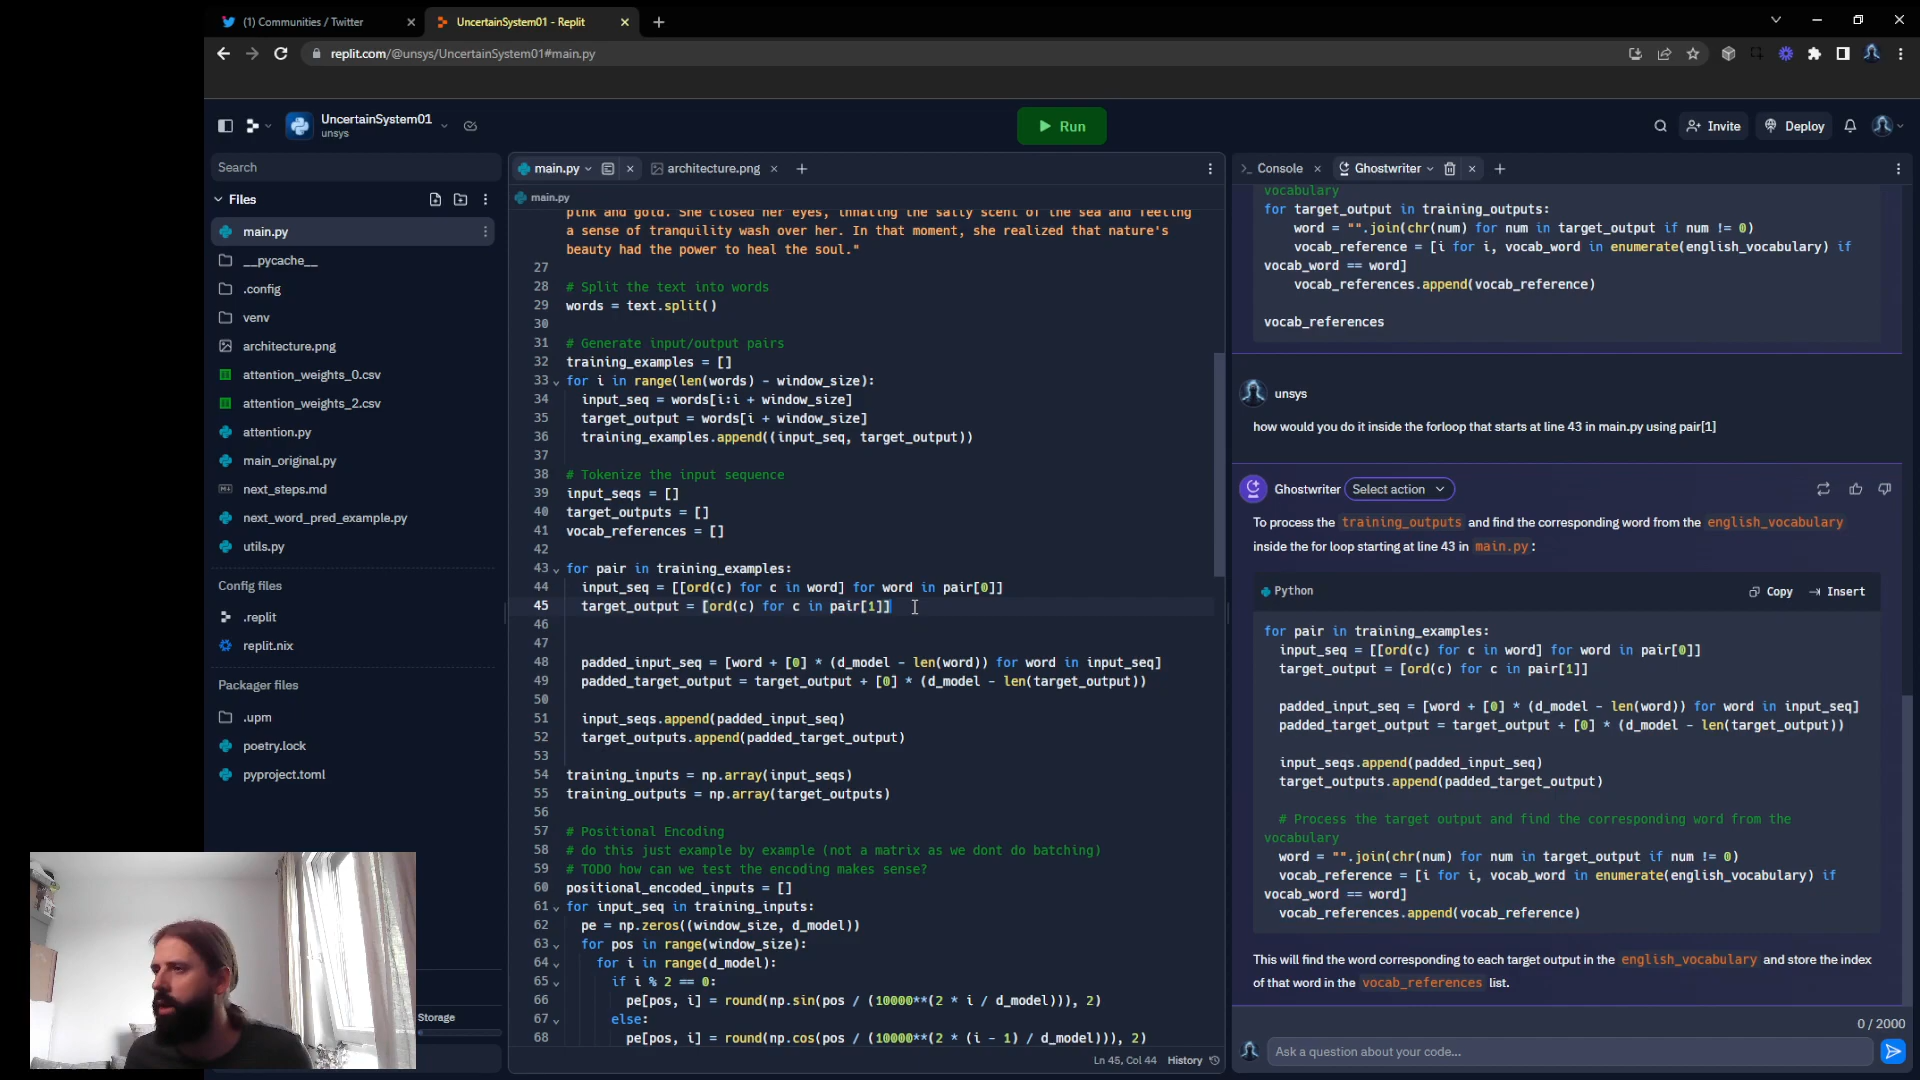 (1) Communities / Twitter
UncertainSystem01 - Replit
replit.com/@unsys/UncertainSystem01#main.py
UncertainSystem01
unsys
Run
Invite
Deploy
Search
Files
main.py
__pycache__
.config
venv
architecture.png
attention_weights_0.csv
attention_weights_2.csv
attention.py
main_original.py
next_steps.md
next_word_pred_example.py
utils.py
Config files
.replit
replit.nix
Packager files
.upm
poetry.lock
pyproject.toml
Storage
main.py
architecture.png
main.py
pink and gold. She closed her eyes, inhaling the salty scent of the sea and feeling
a sense of tranquility wash over her. In that moment, she realized that nature's
beauty had the power to heal the soul."
27
28 # Split the text into words
29 words = text.split()
30
31 # Generate input/output pairs
32 training_examples = []
33 for i in range(len(words) - window_size):
34 input_seq = words[i:i + window_size]
35 target_output = words[i + window_size]
36 training_examples.append((input_seq, target_output))
37
38 # Tokenize the input sequence
39 input_seqs = []
40 target_outputs = []
41 vocab_references = []
42
43 for pair in training_examples:
44 input_seq = [[ord(c) for c in word] for word in pair[0]]
45 target_output = [ord(c) for c in pair[1]]
46
47
48 padded_input_seq = [word + [0] * (d_model - len(word)) for word in input_seq]
49 padded_target_output = target_output + [0] * (d_model - len(target_output))
50
51 input_seqs.append(padded_input_seq)
52 target_outputs.append(padded_target_output)
53
54 training_inputs = np.array(input_seqs)
55 training_outputs = np.array(target_outputs)
56
57 # Positional Encoding
58 # do this just example by example (not a matrix as we dont do batching)
59 # TODO how can we test the encoding makes sense?
60 positional_encoded_inputs = []
61 for input_seq in training_inputs:
62 pe = np.zeros((window_size, d_model))
63 for pos in range(window_size):
64 for i in range(d_model):
65 if i % 2 == 0:
66 pe[pos, i] = round(np.sin(pos / (10000**(2 * i / d_model))), 2)
67 else:
68 pe[pos, i] = round(np.cos(pos / (10000**(2 * (i - 1) / d_model))), 2)
Ln 45, Col 44 History
Console
Ghostwriter
vocabulary
for target_output in training_outputs:
word = "".join(chr(num) for num in target_output if num != 0)
vocab_reference = [i for i, vocab_word in enumerate(english_vocabulary) if
vocab_word == word]
vocab_references.append(vocab_reference)
vocab_references
unsys
how would you do it inside the forloop that starts at line 43 in main.py using pair[1]
Ghostwriter Select action
To process the training_outputs and find the corresponding word from the english_vocabulary
inside the for loop starting at line 43 in main.py:
Python
Copy
Insert
for pair in training_examples:
input_seq = [[ord(c) for c in word] for word in pair[0]]
target_output = [ord(c) for c in pair[1]]
padded_input_seq = [word + [0] * (d_model - len(word)) for word in input_seq]
padded_target_output = target_output + [0] * (d_model - len(target_output))
input_seqs.append(padded_input_seq)
target_outputs.append(padded_target_output)
# Process the target output and find the corresponding word from the
vocabulary
word = "".join(chr(num) for num in target_output if num != 0)
vocab_reference = [i for i, vocab_word in enumerate(english_vocabulary) if
vocab_word == word]
vocab_references.append(vocab_reference)
This will find the word corresponding to each target output in the english_vocabulary and store the index
of that word in the vocab_references list.
0 / 2000
Ask a question about your code...